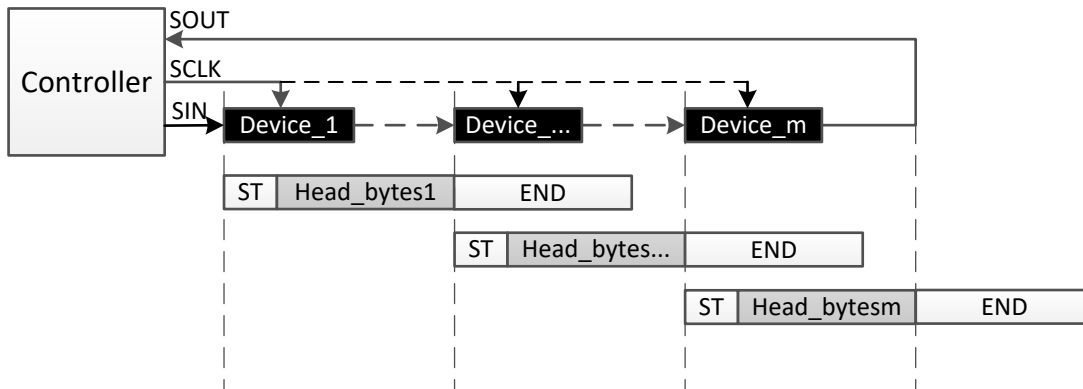 SOUT
Controller
SCLK
SIN
Device_1
Device_...
Device_m
ST Head_bytes1 END
ST Head_bytes... END
ST Head_bytesm END